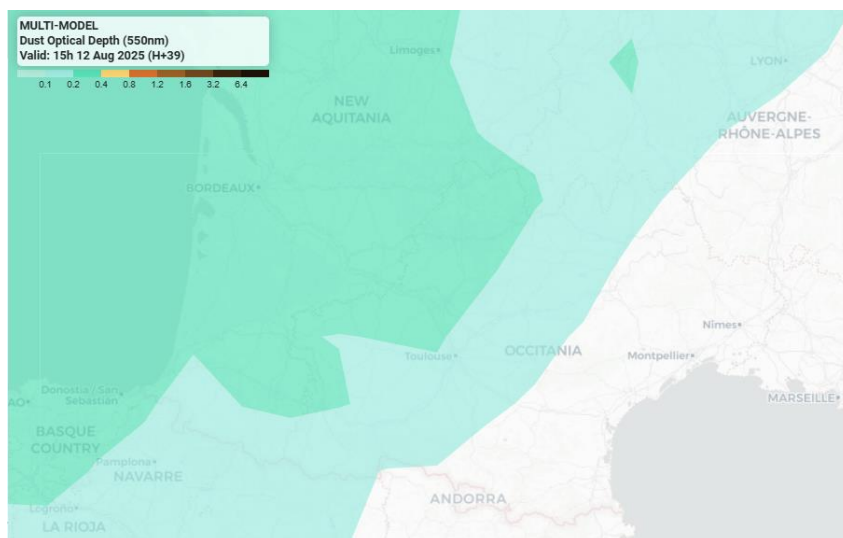 MULTI-MODEL
Dust Optical Depth (550nm)
Valid: 15h 12 Aug 2025 (H+39)
0.1 0.2 0.4 0.8 1.2 1.6 3.2 6.4
Limoges
LYON
NEW
AQUITANIA
AUVERGNE-
RHÔNE-ALPES
BORDEAUX
Nîmes
Toulouse
OCCITANIA
Montpellier
Donostia / San
Sebastián
MARSEILLE
AO
BASQUE
COUNTRY
Pamplona
NAVARRE
ANDORRA
Logroño
LA RIOJA